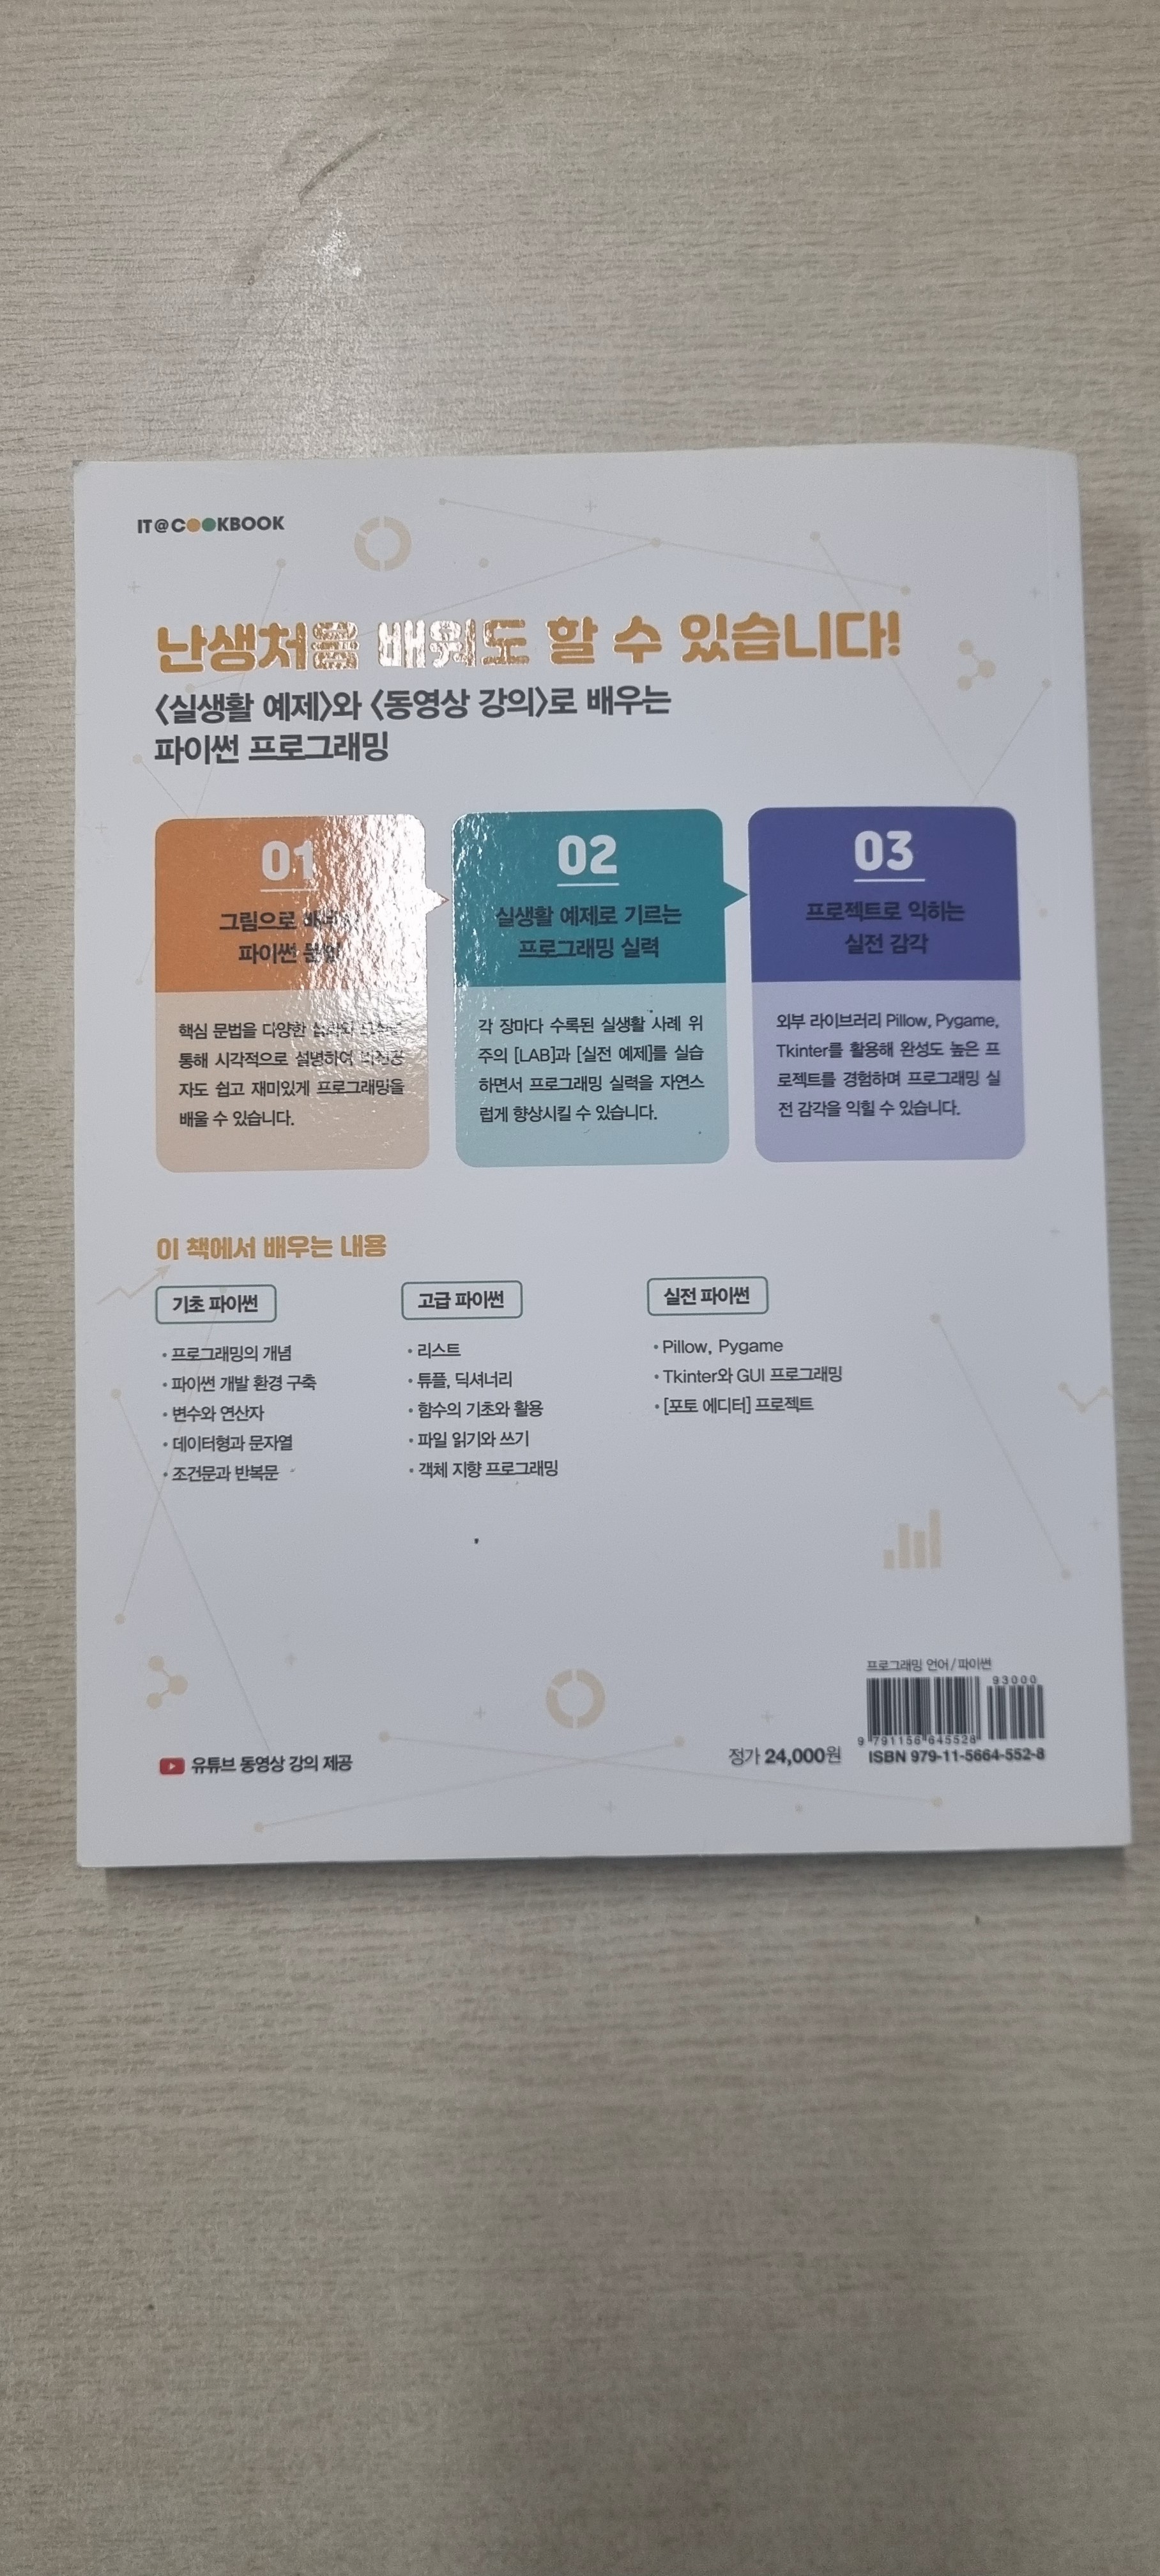 IT@COOKBOOK
난생처음 배워도 할 수 있습니다!
〈실생활 예제〉와 〈동영상 강의〉로 배우는
파이썬 프로그래밍
01
그림으로
파이썬
핵심 문법을 다양한
통해 시각적으로 설명하여
자도 쉽고 재미있게 프로그래밍을
배울 수 있습니다.
02
실생활 예제로 기르는
프로그래밍 실력
각 장마다 수록된 실생활 사례 위
주의 [LAB]과 [실전 예제]를 실습
하면서 프로그래밍 실력을 자연스
럽게 향상시킬 수 있습니다.
03
프로젝트로 익히는
실전 감각
외부 라이브러리 Pillow, Pygame,
Tkinter를 활용해 완성도 높은 프
로젝트를 경험하며 프로그래밍 실
전 감각을 익힐 수 있습니다.
이 책에서 배우는 내용
기초 파이썬
• 프로그래밍의 개념
• 파이썬 개발 환경 구축
• 변수와 연산자
• 데이터형과 문자열
• 조건문과 반복문
고급 파이썬
• 리스트
• 튜플, 딕셔너리
• 함수의 기초와 활용
• 파일 읽기와 쓰기
• 객체 지향 프로그래밍
실전 파이썬
• Pillow, Pygame
• Tkinter와 GUI 프로그래밍
• [포토 에디터] 프로젝트
유튜브 동영상 강의 제공
정가 24,000원
프로그래밍 언어/파이썬
93000
9 791156 645528
ISBN 979-11-5664-552-8